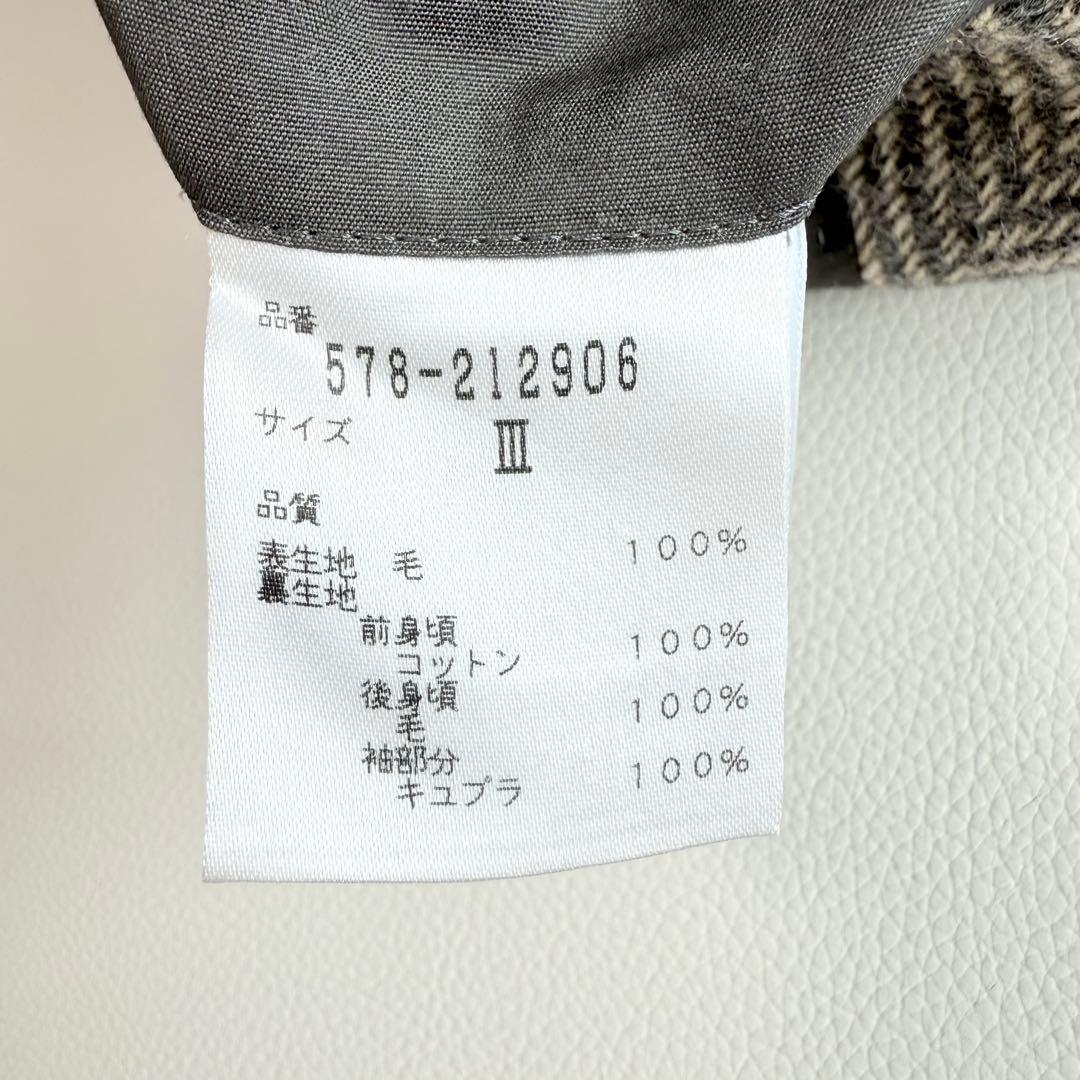 品番
578-212906
サイズ
Ⅲ
品質
表生地 毛 100%
裏生地
前身頃
コットン 100%
後身頃
毛 100%
袖部分
キュプラ 100%